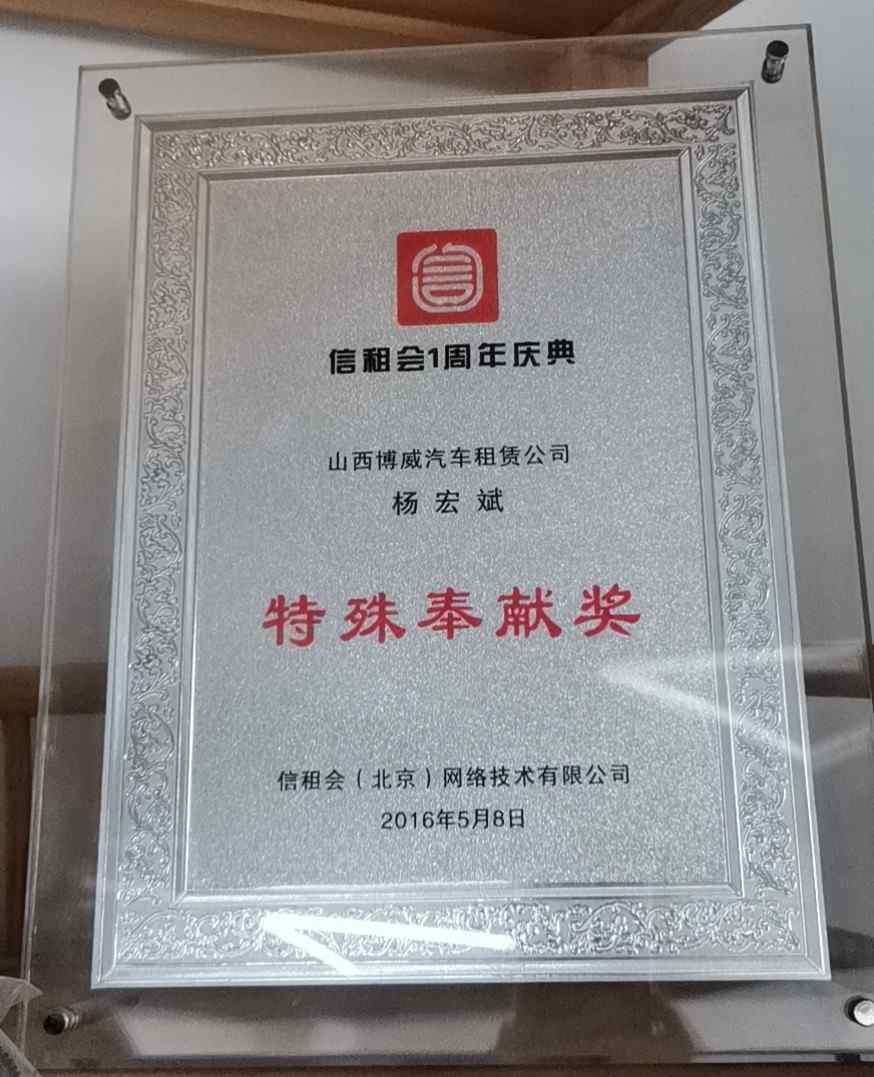 信
信租会1周年庆典
山西博威汽车租赁公司
杨宏斌
特殊奉献奖
信租会（北京）网络技术有限公司
2016年5月8日